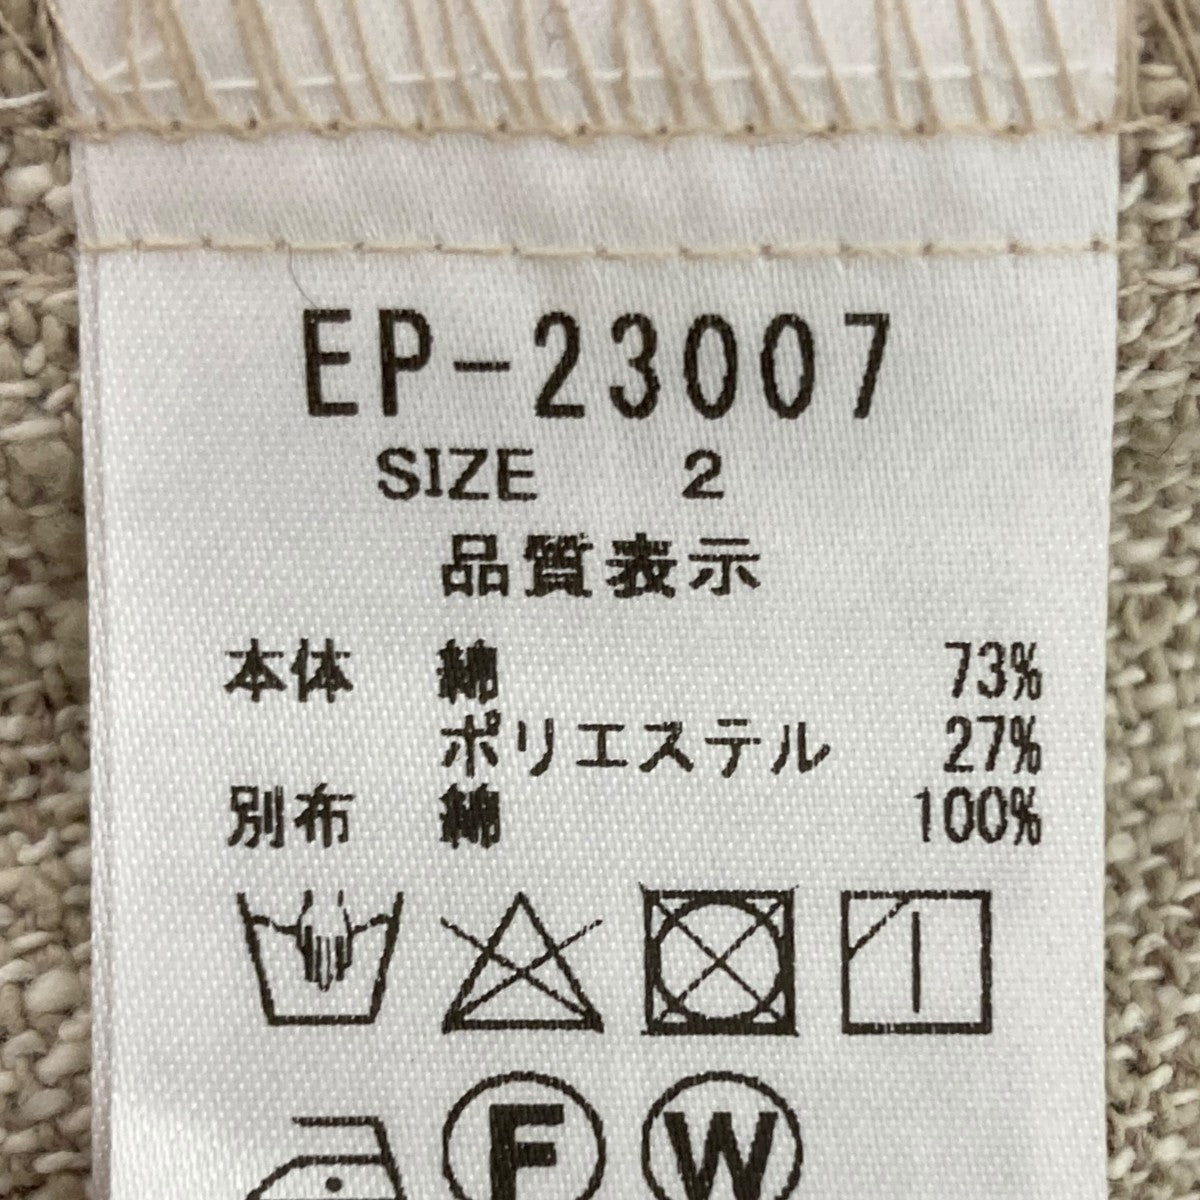 EP-23007
SIZE 2
品質表示
本体 綿 73%
ポリエステル 27%
別布 綿 100%
F W